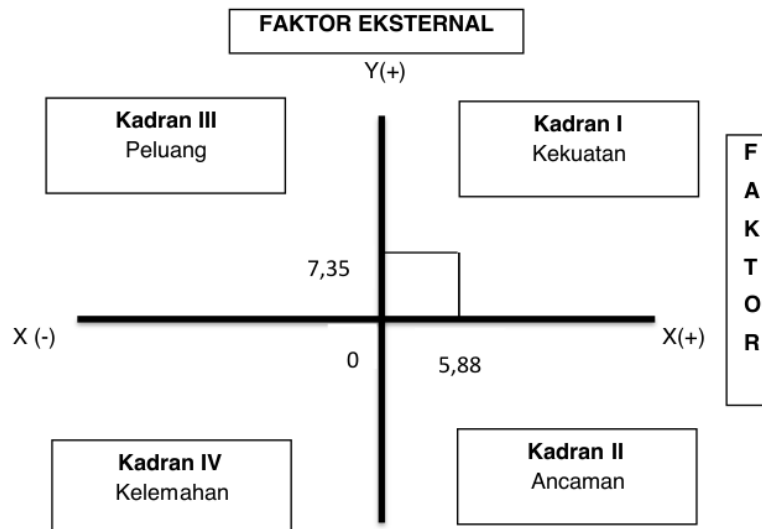 FAKTOR EKSTERNAL
Y(+)
Kadran III
Peluang
Kadran I
Kekuatan
F
A
K
T
O
R
7,35
X (-)
X(+)
0
5,88
Kadran IV
Kelemahan
Kadran II
Ancaman